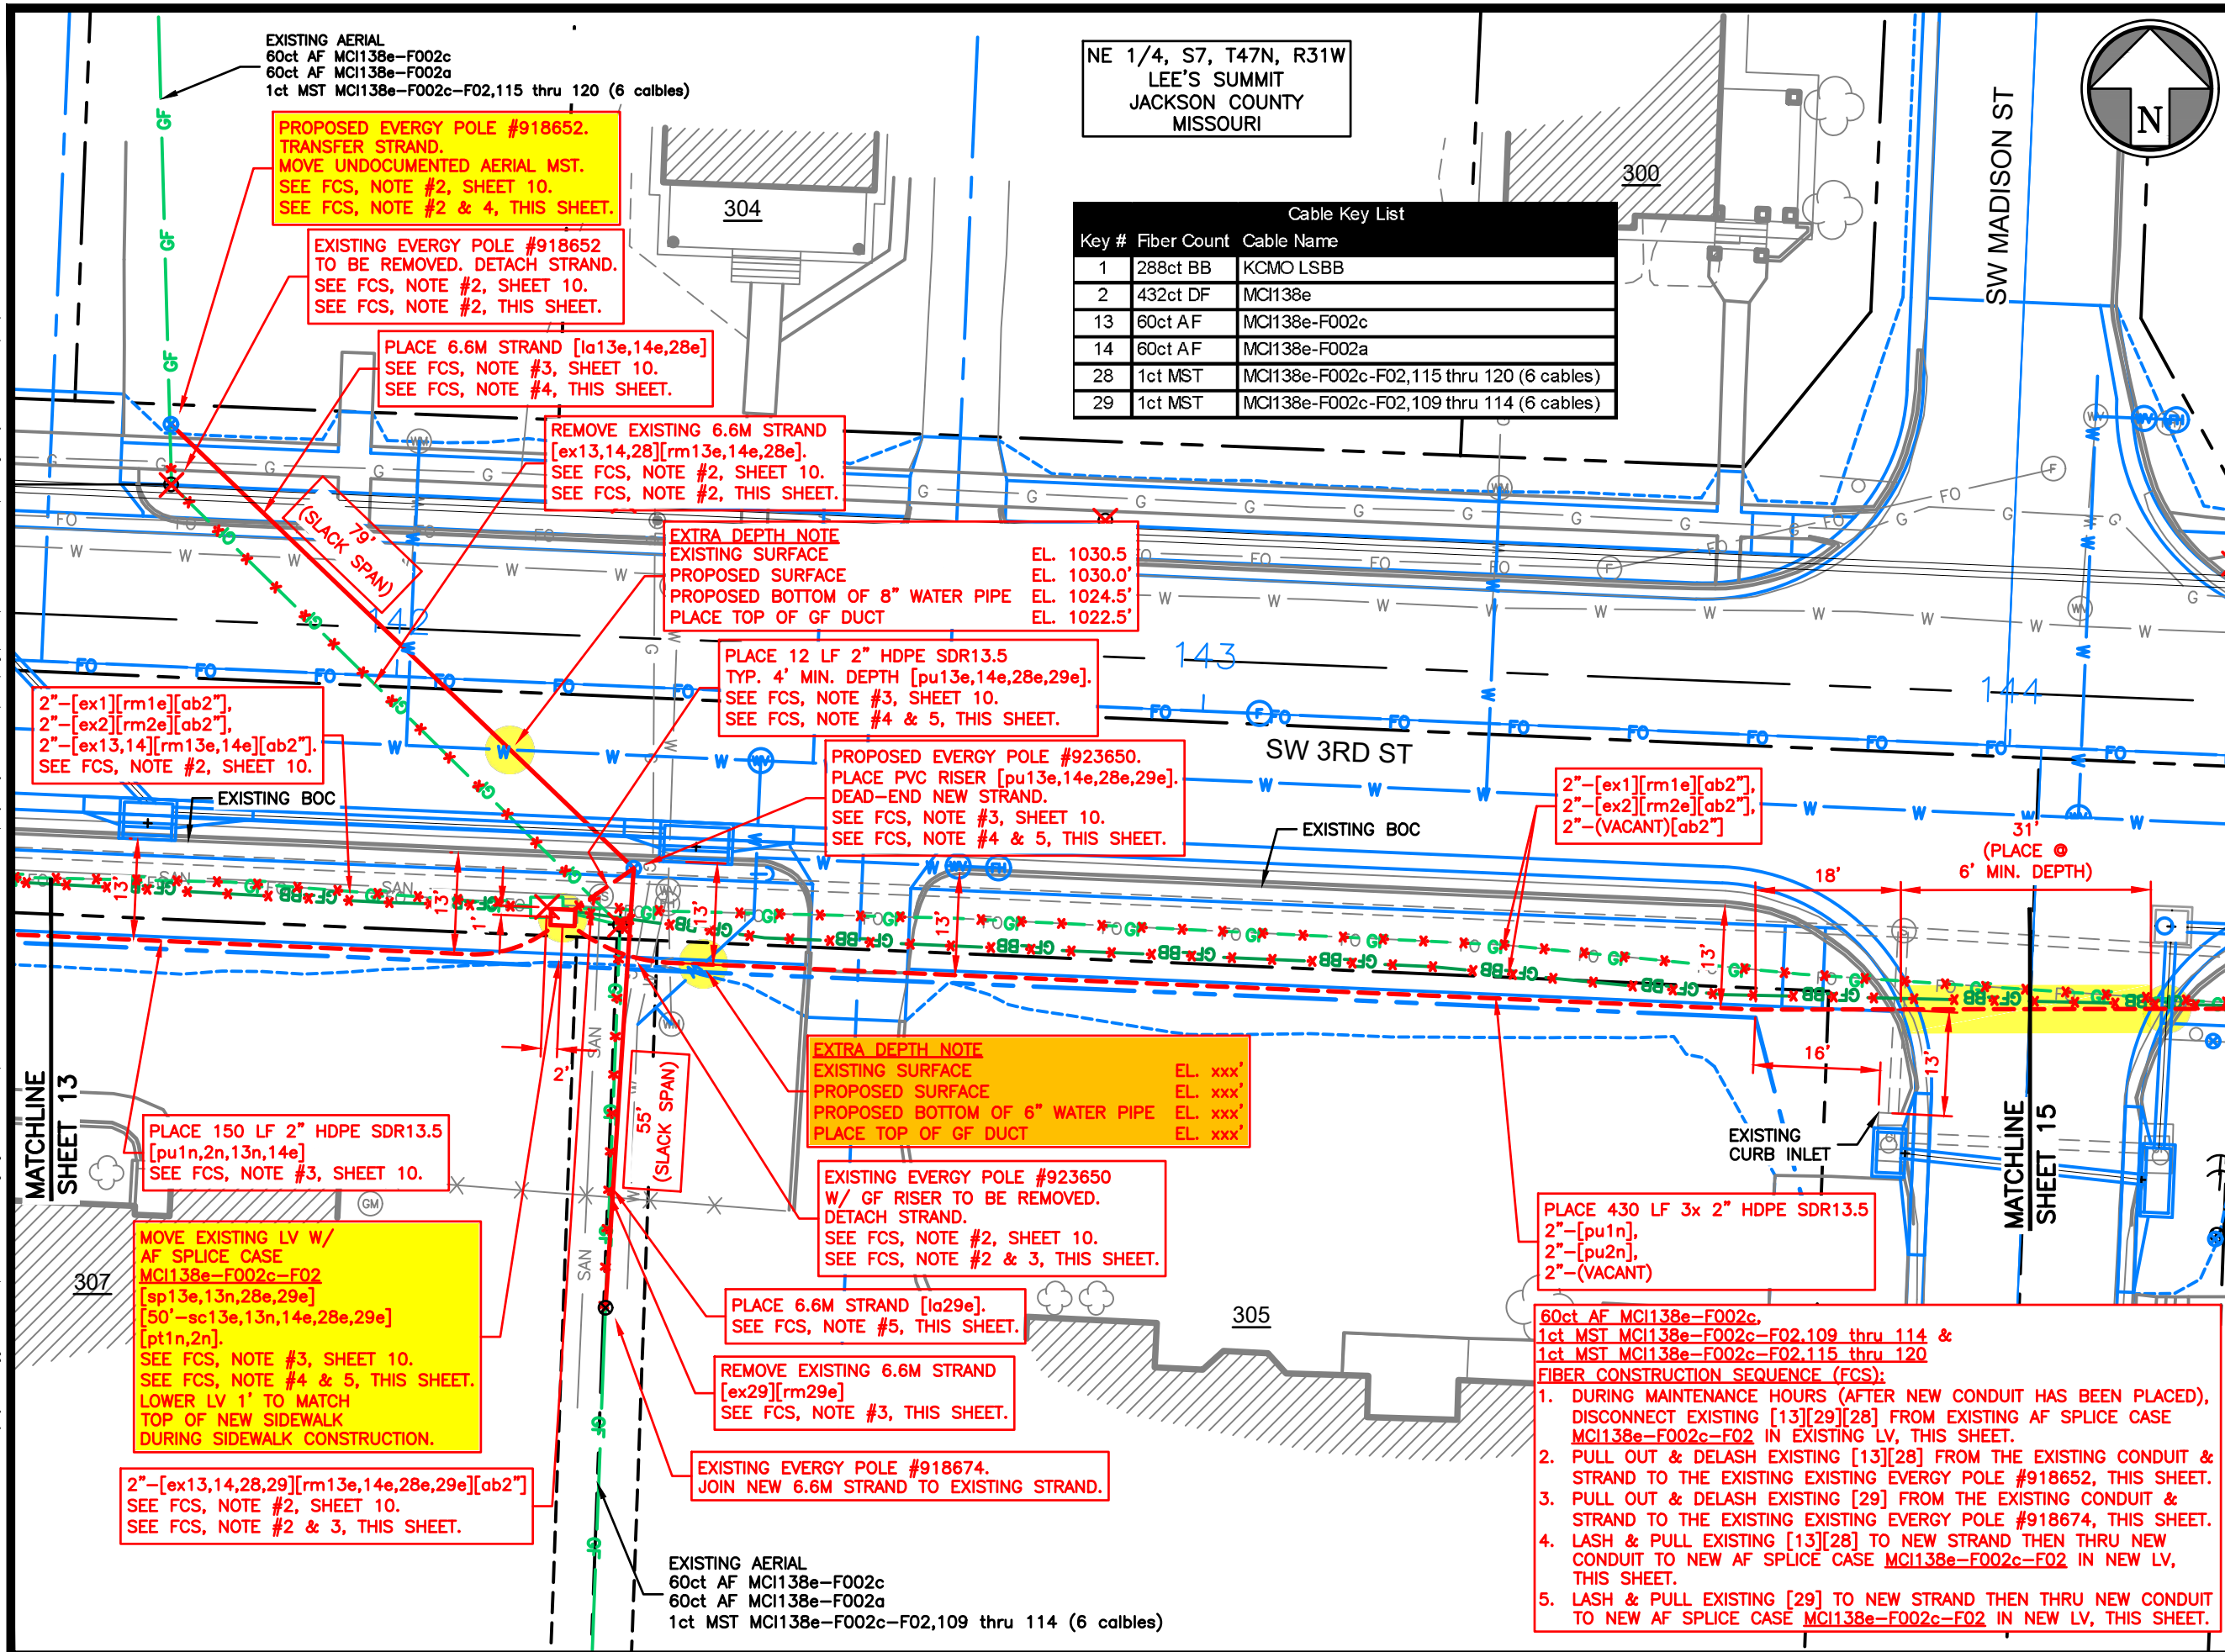 EXISTING AERIAL
60ct AF MCI138e-F002c
60ct AF MCI138e-F002a
1ct MST MCI138e-F002c-F02,115 thru 120 (6 calbles)
PROPOSED EVERGY POLE #918652.
TRANSFER STRAND.
MOVE UNDOCUMENTED AERIAL MST.
SEE FCS, NOTE #2, SHEET 10.
SEE FCS, NOTE #2 & 4, THIS SHEET.
EXISTING EVERGY POLE #918652
TO BE REMOVED. DETACH STRAND.
SEE FCS, NOTE #2, SHEET 10.
SEE FCS, NOTE #2, THIS SHEET.
PLACE 6.6M STRAND [la13e,14e,28e]
SEE FCS, NOTE #3, SHEET 10.
SEE FCS, NOTE #4, THIS SHEET.
REMOVE EXISTING 6.6M STRAND
[ex13,14,28][rm13e,14e,28e].
SEE FCS, NOTE #2, SHEET 10.
SEE FCS, NOTE #2, THIS SHEET.
NE 1/4, S7, T47N, R31W
LEE'S SUMMIT
JACKSON COUNTY
MISSOURI
304
300
SW MADISON ST
N
Cable Key List
Key # Fiber Count Cable Name
1 288ct BB KCMO LSBB
2 432ct DF MCI138e
13 60ct AF MCI138e-F002c
14 60ct AF MCI138e-F002a
28 1ct MST MCI138e-F002c-F02,115 thru 120 (6 cables)
29 1ct MST MCI138e-F002c-F02,109 thru 114 (6 cables)
79'
(SLACK SPAN)
EXTRA DEPTH NOTE
EXISTING SURFACE EL. 1030.5
PROPOSED SURFACE EL. 1030.0'
PROPOSED BOTTOM OF 8" WATER PIPE EL. 1024.5'
PLACE TOP OF GF DUCT EL. 1022.5'
142
143
144
PLACE 12 LF 2" HDPE SDR13.5
TYP. 4' MIN. DEPTH [pu13e,14e,28e,29e].
SEE FCS, NOTE #3, SHEET 10.
SEE FCS, NOTE #4 & 5, THIS SHEET.
2"-[ex1][rm1e][ab2"],
2"-[ex2][rm2e][ab2"],
2"-[ex13,14][rm13e,14e][ab2"].
SEE FCS, NOTE #2, SHEET 10.
EXISTING BOC
PROPOSED EVERGY POLE #923650.
PLACE PVC RISER [pu13e,14e,28e,29e].
DEAD-END NEW STRAND.
SEE FCS, NOTE #3, SHEET 10.
SEE FCS, NOTE #4 & 5, THIS SHEET.
SW 3RD ST
EXISTING BOC
2"-[ex1][rm1e][ab2"],
2"-[ex2][rm2e][ab2"],
2"-(VACANT)[ab2"]
31'
(PLACE @
6' MIN. DEPTH)
18'
13'
13'
1'
13'
13'
13'
16'
13'
2'
55'
(SLACK SPAN)
MATCHLINE
SHEET 13
MATCHLINE
SHEET 15
EXTRA DEPTH NOTE
EXISTING SURFACE EL. xxx'
PROPOSED SURFACE EL. xxx'
PROPOSED BOTTOM OF 6" WATER PIPE EL. xxx'
PLACE TOP OF GF DUCT EL. xxx'
EXISTING
CURB INLET
PLACE 150 LF 2" HDPE SDR13.5
[pu1n,2n,13n,14e]
SEE FCS, NOTE #3, SHEET 10.
GM
EXISTING EVERGY POLE #923650
W/ GF RISER TO BE REMOVED.
DETACH STRAND.
SEE FCS, NOTE #2, SHEET 10.
SEE FCS, NOTE #2 & 3, THIS SHEET.
PLACE 430 LF 3x 2" HDPE SDR13.5
2"-[pu1n],
2"-[pu2n],
2"-(VACANT)
307
MOVE EXISTING LV W/
AF SPLICE CASE
MCI138e-F002c-F02
[sp13e,13n,28e,29e]
[50'-sc13e,13n,14e,28e,29e]
[pt1n,2n].
SEE FCS, NOTE #3, SHEET 10.
SEE FCS, NOTE #4 & 5, THIS SHEET.
LOWER LV 1' TO MATCH
TOP OF NEW SIDEWALK
DURING SIDEWALK CONSTRUCTION.
PLACE 6.6M STRAND [la29e].
SEE FCS, NOTE #5, THIS SHEET.
305
REMOVE EXISTING 6.6M STRAND
[ex29][rm29e]
SEE FCS, NOTE #3, THIS SHEET.
EXISTING EVERGY POLE #918674.
JOIN NEW 6.6M STRAND TO EXISTING STRAND.
2"-[ex13,14,28,29][rm13e,14e,28e,29e][ab2"]
SEE FCS, NOTE #2, SHEET 10.
SEE FCS, NOTE #2 & 3, THIS SHEET.
EXISTING AERIAL
60ct AF MCI138e-F002c
60ct AF MCI138e-F002a
1ct MST MCI138e-F002c-F02,109 thru 114 (6 calbles)
60ct AF MCI138e-F002c,
1ct MST MCI138e-F002c-F02,109 thru 114 &
1ct MST MCI138e-F002c-F02,115 thru 120
FIBER CONSTRUCTION SEQUENCE (FCS):
1. DURING MAINTENANCE HOURS (AFTER NEW CONDUIT HAS BEEN PLACED),
DISCONNECT EXISTING [13][29][28] FROM EXISTING AF SPLICE CASE
MCI138e-F002c-F02 IN EXISTING LV, THIS SHEET.
2. PULL OUT & DELASH EXISTING [13][28] FROM THE EXISTING CONDUIT &
STRAND TO THE EXISTING EXISTING EVERGY POLE #918652, THIS SHEET.
3. PULL OUT & DELASH EXISTING [29] FROM THE EXISTING CONDUIT &
STRAND TO THE EXISTING EXISTING EVERGY POLE #918674, THIS SHEET.
4. LASH & PULL EXISTING [13][28] TO NEW STRAND THEN THRU NEW
CONDUIT TO NEW AF SPLICE CASE MCI138e-F002c-F02 IN NEW LV,
THIS SHEET.
5. LASH & PULL EXISTING [29] TO NEW STRAND THEN THRU NEW CONDUIT
TO NEW AF SPLICE CASE MCI138e-F002c-F02 IN NEW LV, THIS SHEET.